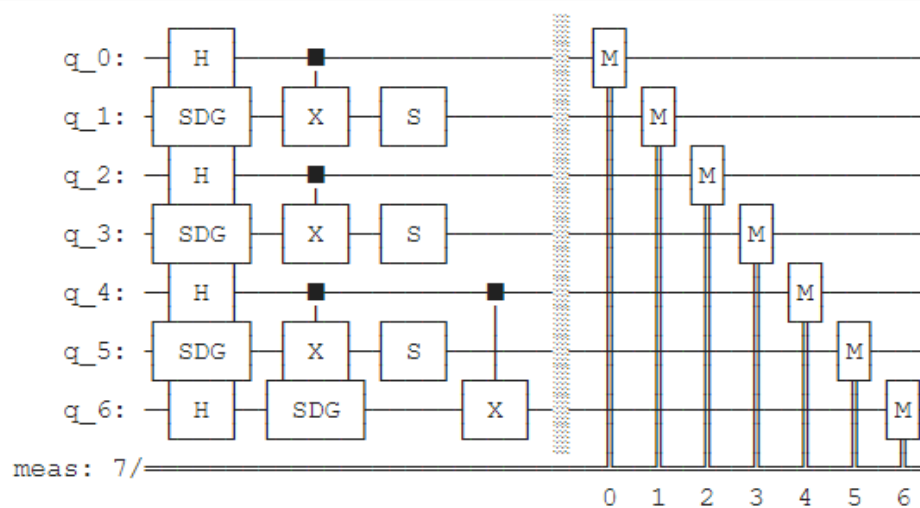 q_0: H M
q_1: SDG X S M
q_2: H M
q_3: SDG X S M
q_4: H M
q_5: SDG X S M
q_6: H SDG X M
meas: 7/
0 1 2 3 4 5 6